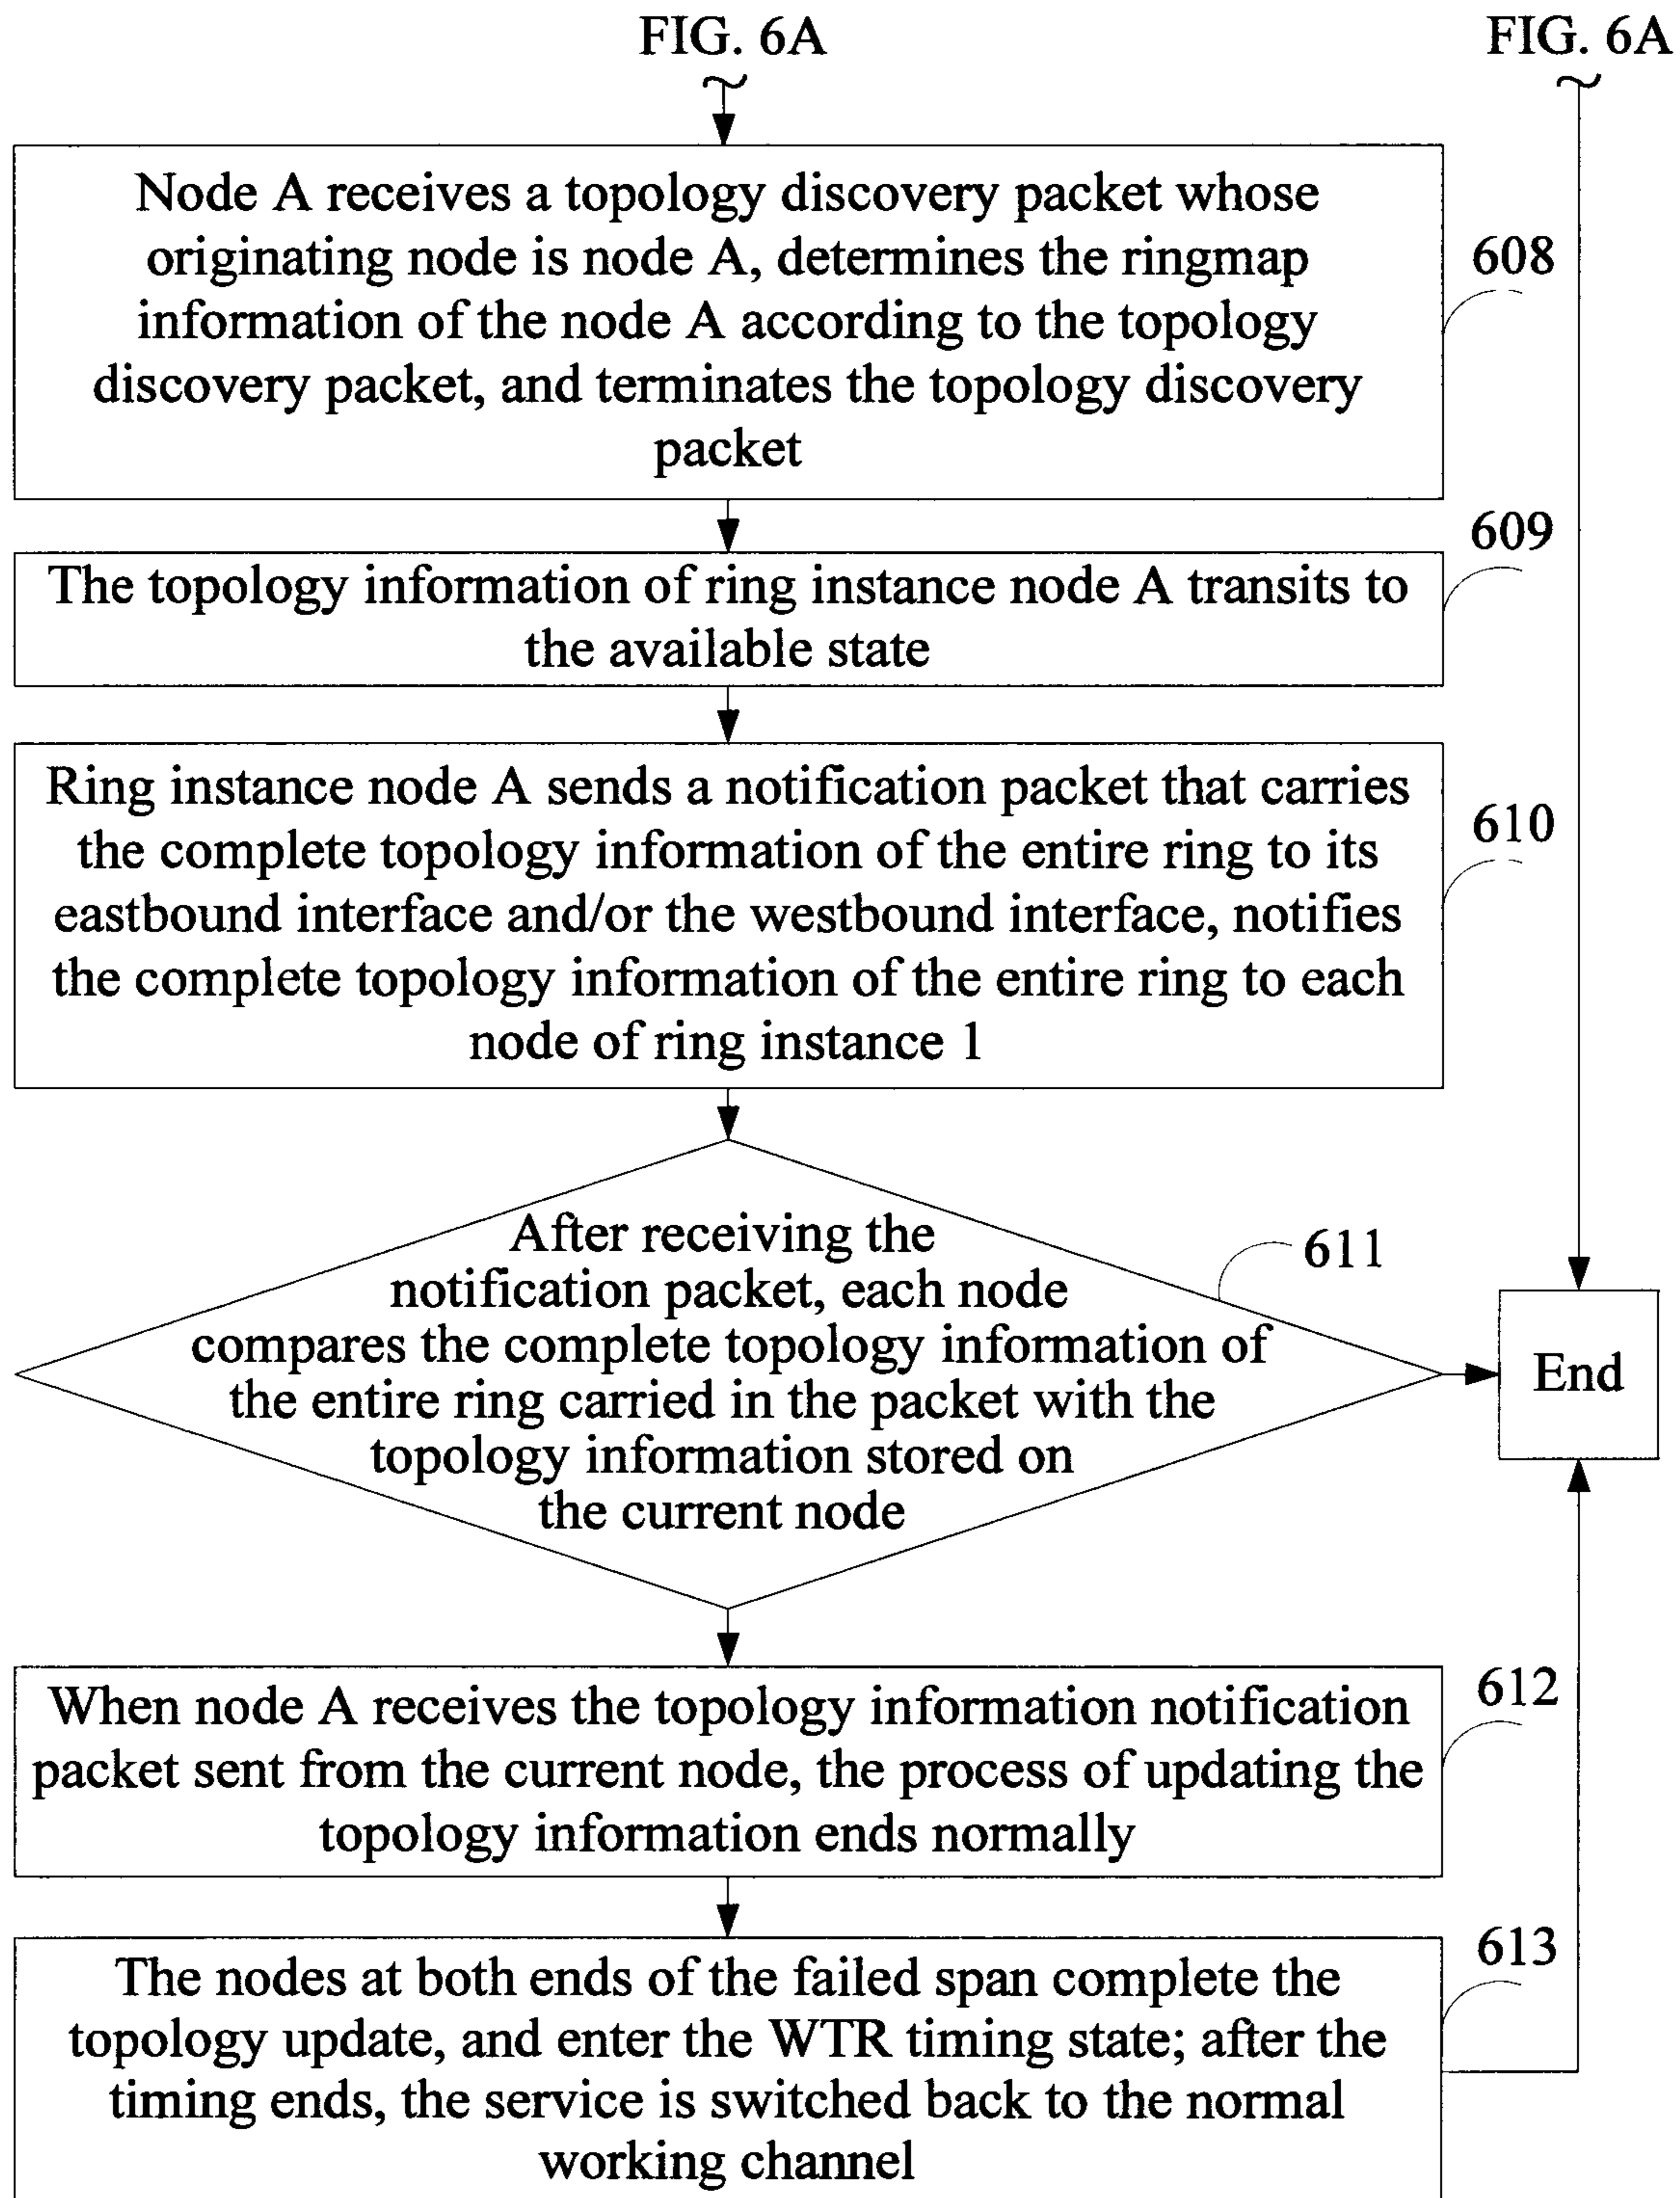 FIG. 6A
FIG. 6A
Node A receives a topology discovery packet whose
originating node is node A, determines the ringmap
information of the node A according to the topology
discovery packet, and terminates the topology discovery
packet
608
The topology information of ring instance node A transits to
the available state
609
Ring instance node A sends a notification packet that carries
the complete topology information of the entire ring to its
eastbound interface and/or the westbound interface, notifies
the complete topology information of the entire ring to each
node of ring instance 1
610
After receiving the
notification packet, each node
compares the complete topology information of
the entire ring carried in the packet with the
topology information stored on
the current node
611
End
When node A receives the topology information notification
packet sent from the current node, the process of updating the
topology information ends normally
612
The nodes at both ends of the failed span complete the
topology update, and enter the WTR timing state; after the
timing ends, the service is switched back to the normal
working channel
613